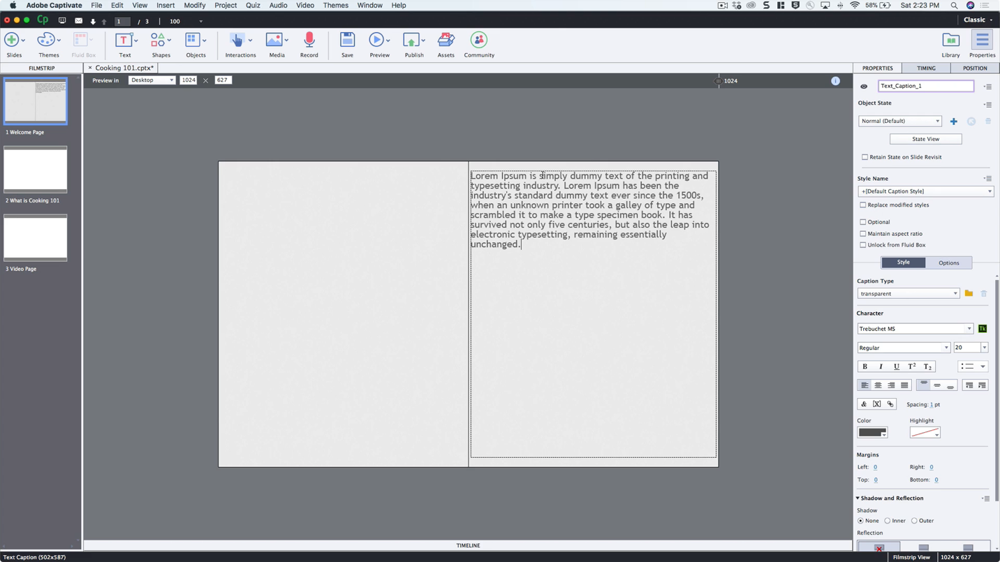 Adobe Captivate File Edit View Insert Modify Project Quiz Audio Video Themes Window Help 58% Sat 2:23 PM
Cp 1 / 3 100 Classic
Slides Themes Fluid Box Text Shapes Objects Interactions Media Record Save Preview Publish Assets Community Library Properties
FILMSTRIP × Cooking 101.cptx* PROPERTIES TIMING POSITION
Preview in Desktop 1024 627 1024
Text_Caption_1
Object State
Normal (Default)
State View
Retain State on Slide Revisit
Style Name
+[Default Caption Style]
Replace modified styles
Optional
Maintain aspect ratio
Unlock from Fluid Box
Style Options
Caption Type
transparent
Character
Trebuchet MS Tk
Regular 20
B I U T² T₂
& [X]
Spacing: 1 pt
Color Highlight
Margins
Left: 0 Right: 0
Top: 0 Bottom: 0
Shadow and Reflection
Shadow
None Inner Outer
Reflection
1 Welcome Page
2 What is Cooking 101
3 Video Page
Lorem Ipsum is simply dummy text of the printing and
typesetting industry. Lorem Ipsum has been the
industry's standard dummy text ever since the 1500s,
when an unknown printer took a galley of type and
scrambled it to make a type specimen book. It has
survived not only five centuries, but also the leap into
electronic typesetting, remaining essentially
unchanged.
TIMELINE
Text Caption (502x587) Filmstrip View 1024 x 627